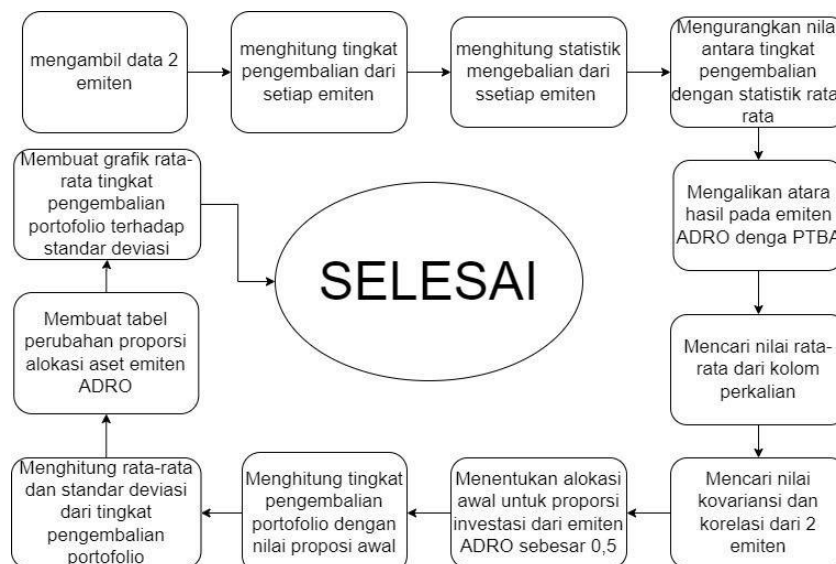 mengambil data 2
emiten
menghitung tingkat
pengembalian dari
setiap emiten
menghitung statistik
mengebalian dari
ssetiap emiten
Mengurangkan nilai
antara tingkat
pengembalian
dengan statistik rata
rata
Mengalikan atara
hasil pada emiten
ADRO denga PTBA
Mencari nilai rata-
rata dari kolom
perkalian
Mencari nilai
kovariansi dan
korelasi dari 2
emiten
Menentukan alokasi
awal untuk proporsi
investasi dari emiten
ADRO sebesar 0,5
Menghitung tingkat
pengembalian
portofolio dengan
nilai proposi awal
Menghitung rata-rata
dan standar deviasi
dari tingkat
pengembalian
portofolio
Membuat tabel
perubahan proporsi
alokasi aset emiten
ADRO
Membuat grafik rata-
rata tingkat
pengembalian
portofolio terhadap
standar deviasi
SELESAI